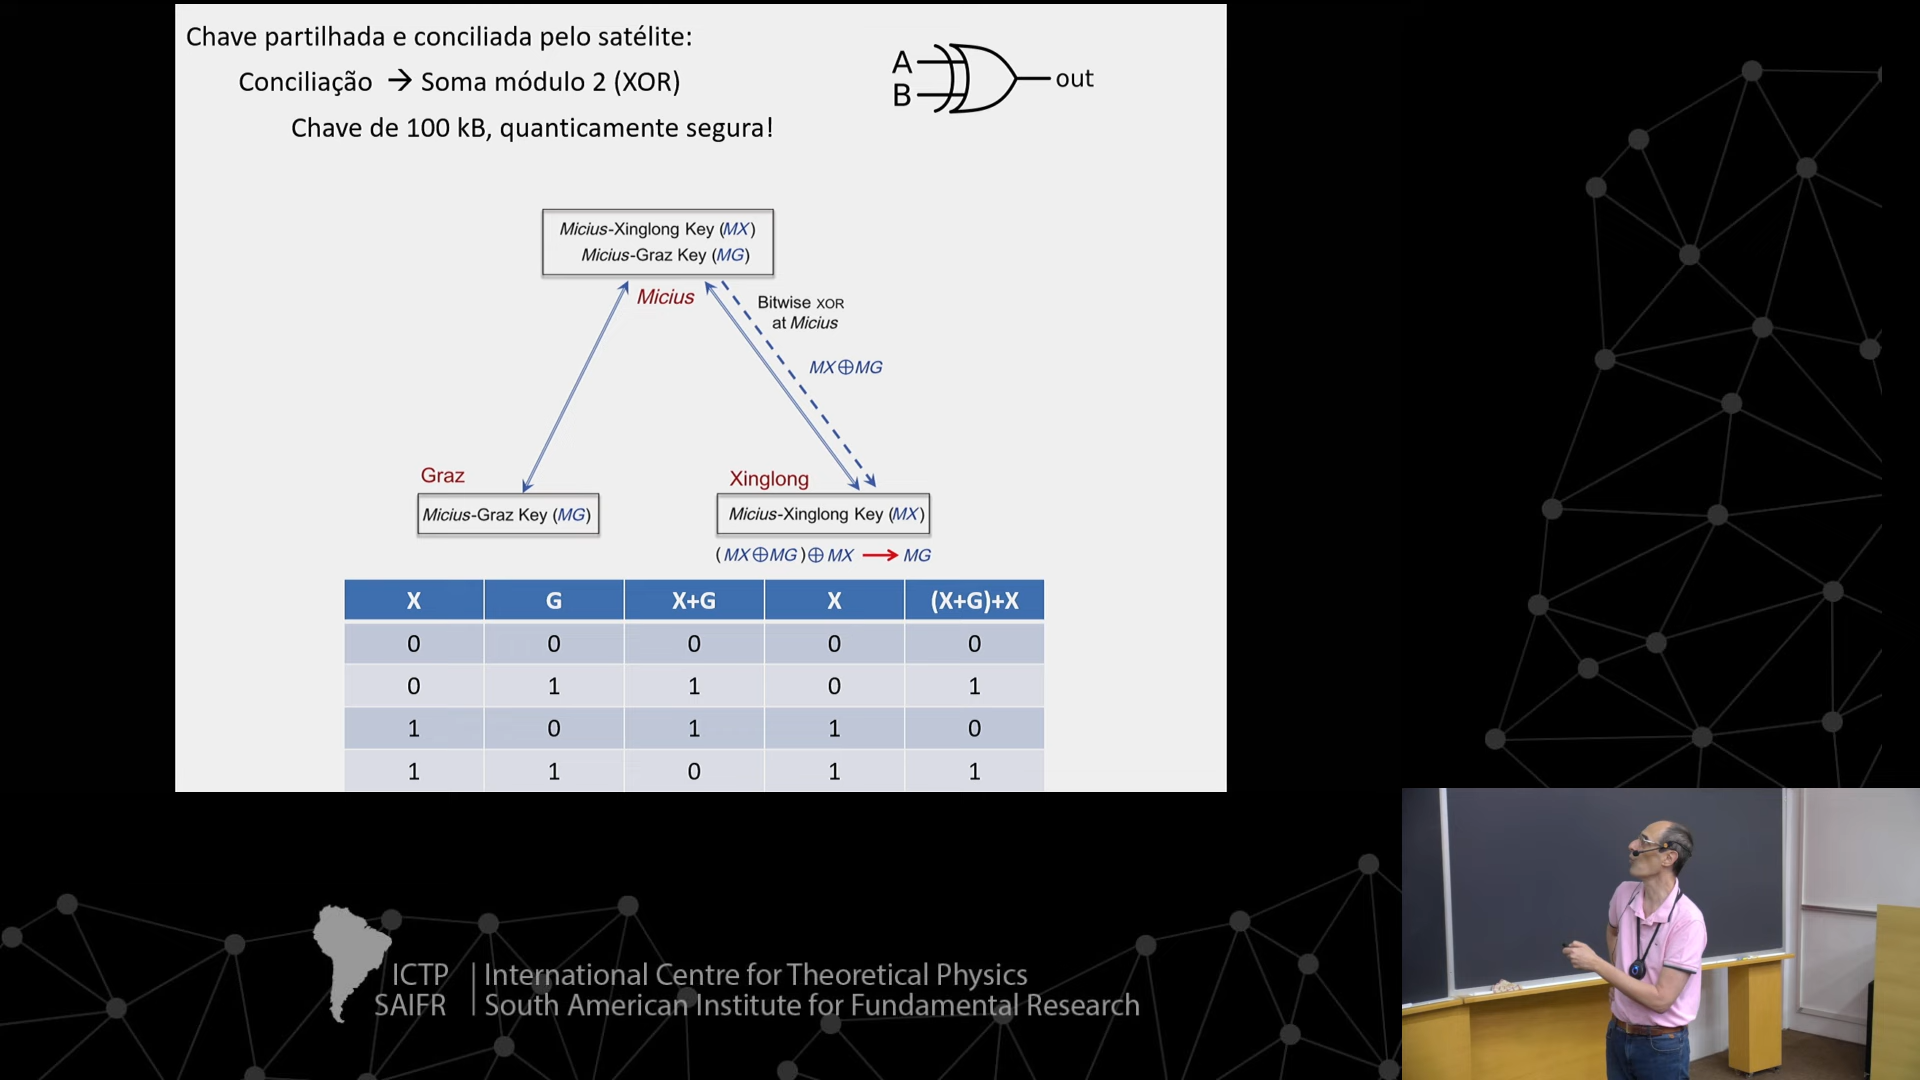 Chave partilhada e conciliada pelo satélite:
Conciliação → Soma módulo 2 (XOR)
Chave de 100 kB, quanticamente segura!
A
B
out
Micius-Xinglong Key (MX)
Micius-Graz Key (MG)
Micius
Bitwise XOR
at Micius
MX⊕MG
Graz
Micius-Graz Key (MG)
Xinglong
Micius-Xinglong Key (MX)
(MX⊕MG)⊕MX → MG
X G X+G X (X+G)+X
0 0 0 0 0
0 1 1 0 1
1 0 1 1 0
1 1 0 1 1
ICTP | International Centre for Theoretical Physics
SAIFR | South American Institute for Fundamental Research